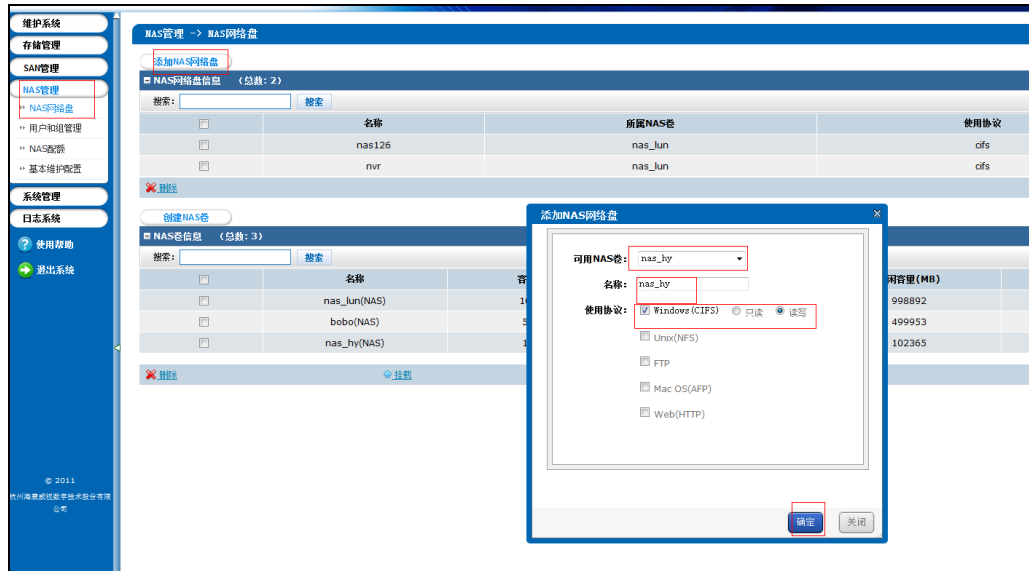 维护系统
存储管理
SAN管理
NAS管理
NAS网络盘
用户和组管理
NAS配额
基本维护配置
系统管理
日志系统
使用帮助
退出系统
© 2011
杭州海康威视数字技术股份有限
公司
NAS管理 -> NAS网络盘
添加NAS网络盘
NAS网络盘信息 (总数: 2)
搜索: 搜索
名称 所属NAS卷 使用协议
nas126 nas_lun cifs
nvr nas_lun cifs
删除
创建NAS卷
NAS卷信息 (总数: 3)
搜索: 搜索
名称 容 闲容量(MB)
nas_lun(NAS) 998892
bobo(NAS) 5 499953
nas_hy(NAS) 1 102365
删除 挂载
添加NAS网络盘 ×
可用NAS卷: nas_hy
名称: nas_hy
使用协议: Windows(CIFS) 只读 读写
Unix(NFS)
FTP
Mac OS(AFP)
Web(HTTP)
确定 关闭